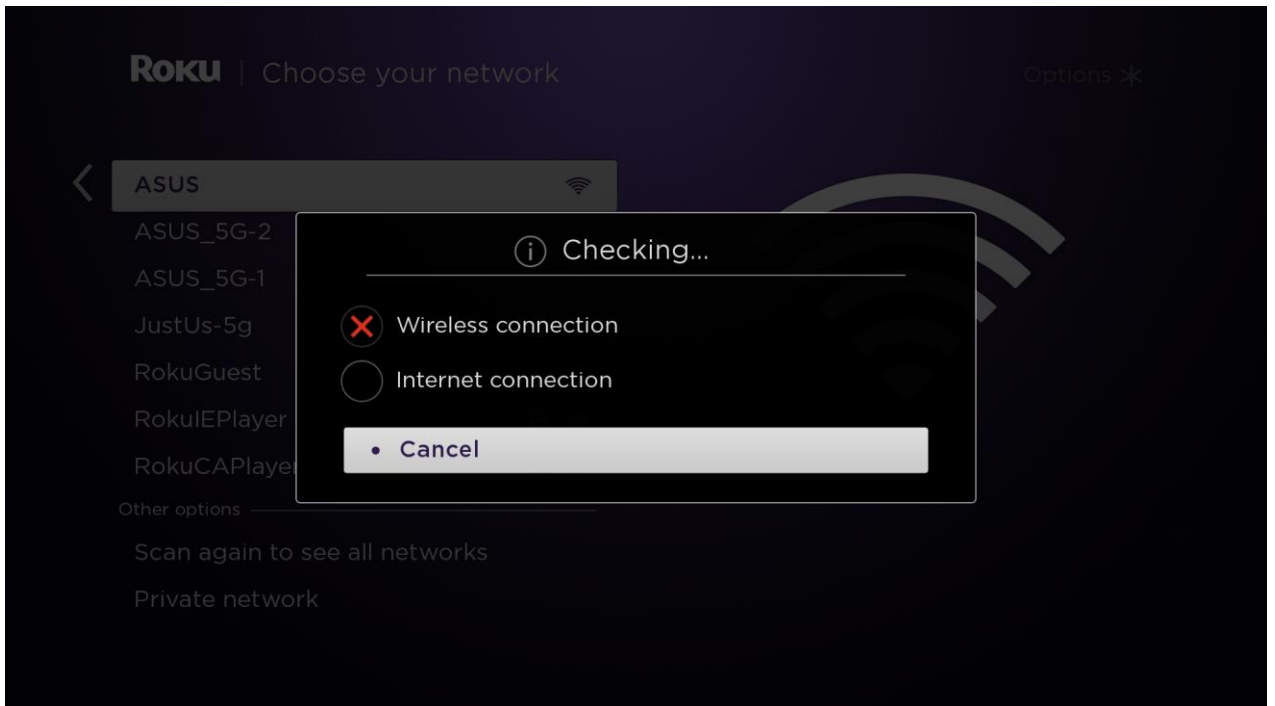 Roku | Choose your network
Options
ASUS
ASUS_5G-2
ASUS_5G-1
JustUs-5g
RokuGuest
RokuIEPlayer
RokuCAPlayer
Other options
Scan again to see all networks
Private network
Checking...
Wireless connection
Internet connection
• Cancel